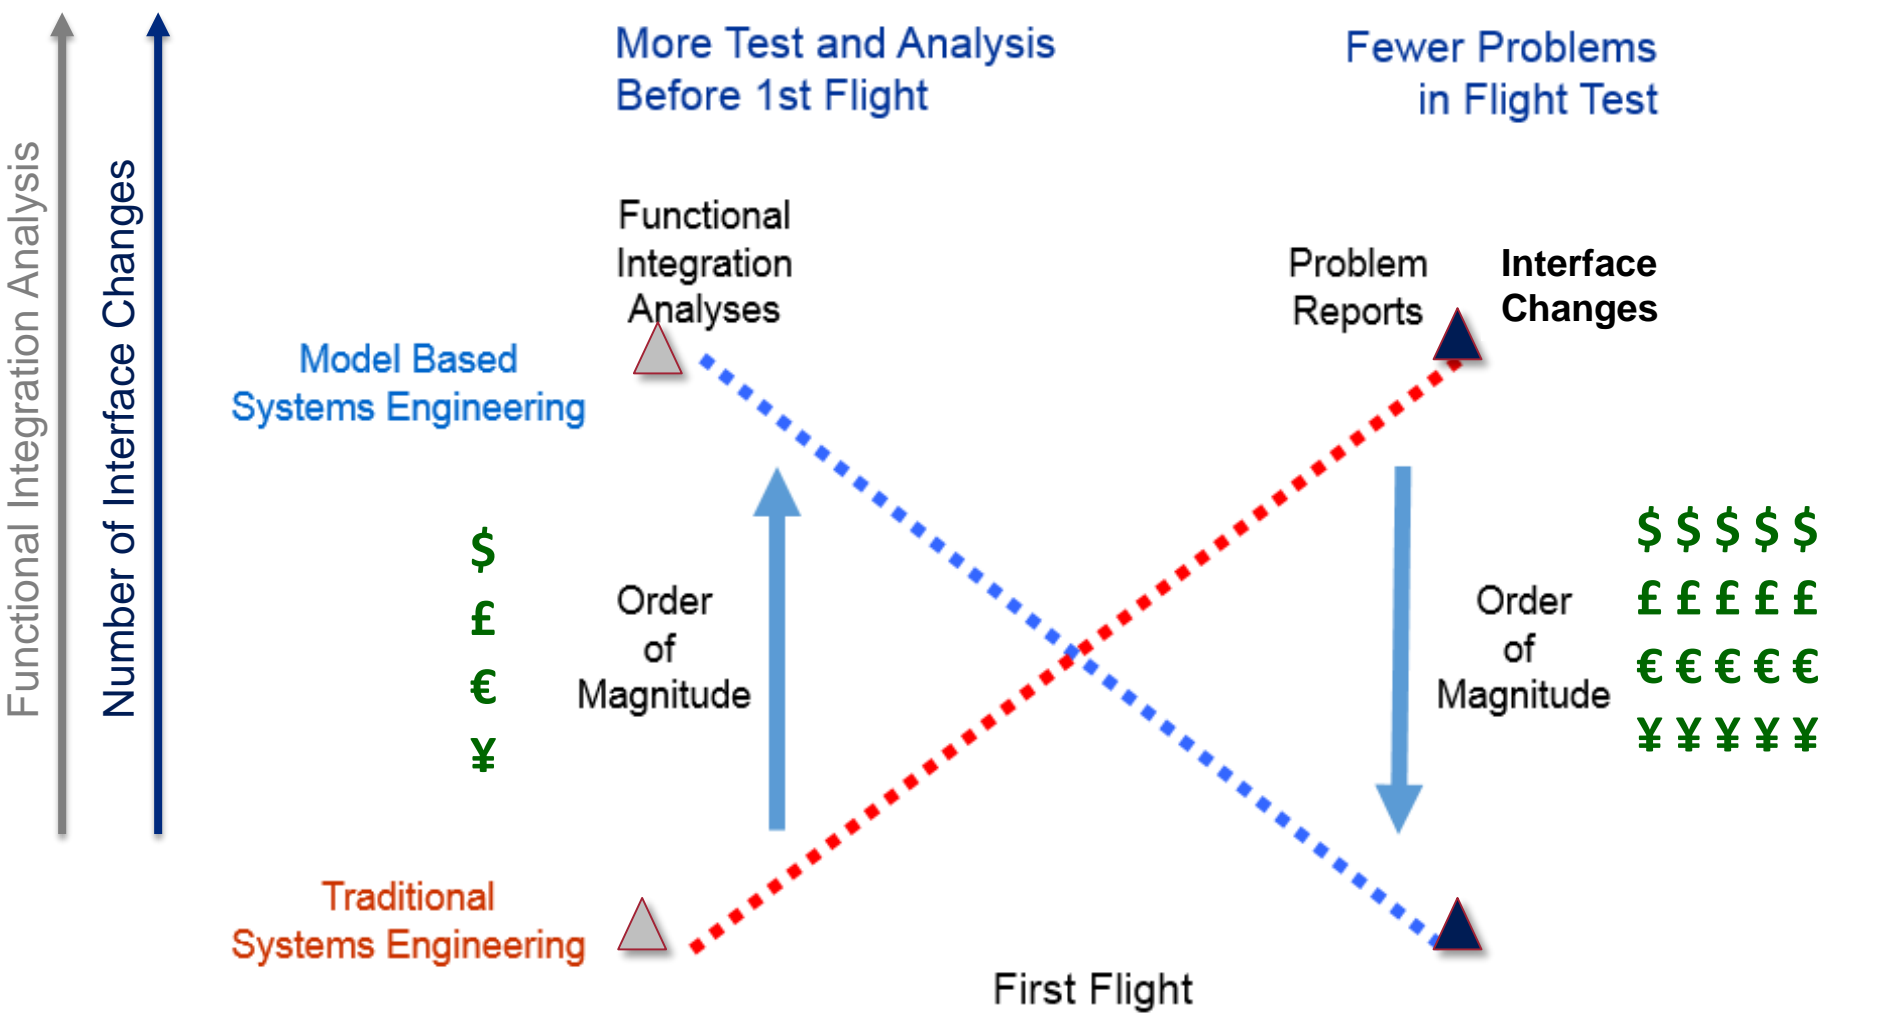 Functional Integration Analysis
Number of Interface Changes
More Test and Analysis
Before 1st Flight
Fewer Problems
in Flight Test
Functional
Integration
Analyses
Problem
Reports
Interface
Changes
Model Based
Systems Engineering
$
£
€
¥
Order
of
Magnitude
Order
of
Magnitude
$ $ $ $ $
£ £ £ £ £
€ € € € €
¥ ¥ ¥ ¥ ¥
Traditional
Systems Engineering
First Flight